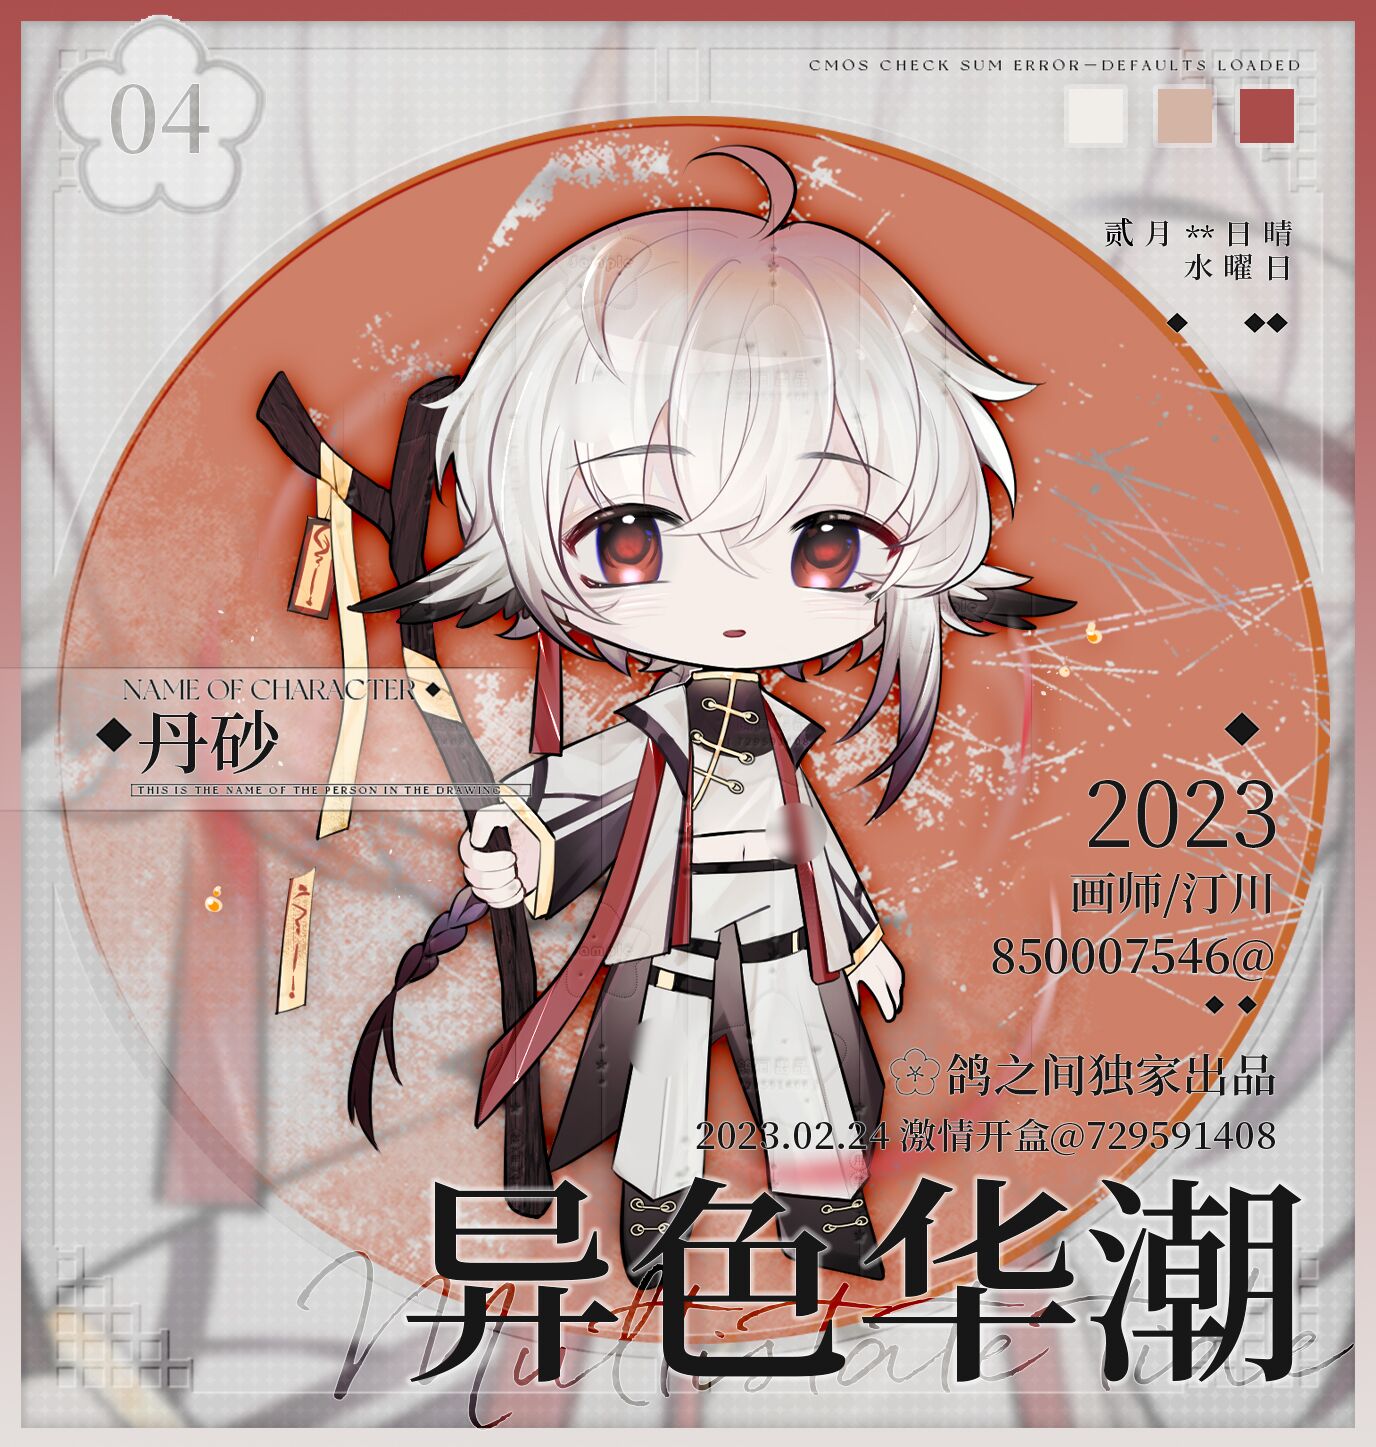 04
CMOS CHECK SUM ERROR—DEFAULTS LOADED
贰月**日晴
水曜日
NAME OF CHARACTER
丹砂
THIS IS THE NAME OF THE PERSON IN THE DRAWING
2023
画师/汀川
850007546@
鸽之间独家出品
2023.02.24 激情开盒@729591408
异色华潮
Multistate tide